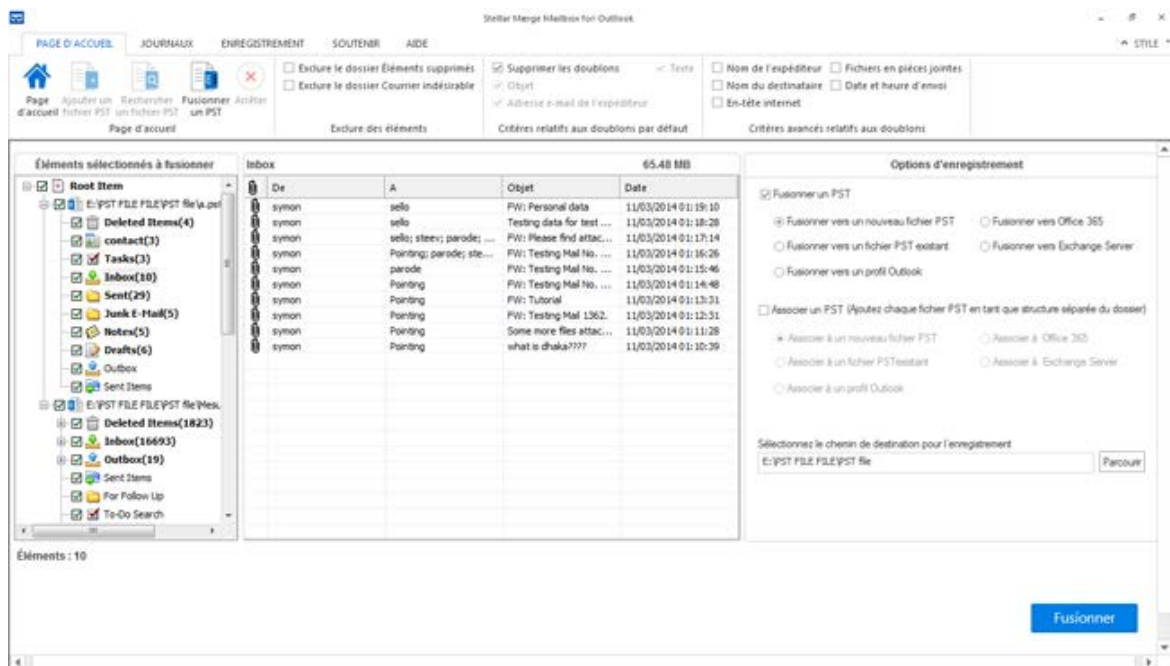 Stellar Merge Mailbox for Outlook
PAGE D'ACCUEIL JOURNAUX ENREGISTREMENT SOUTENIR AIDE STYLE
Page d'accueil
Ajouter un fichier PST
Rechercher un fichier PST
Fusionner un PST
Arrêter
Page d'accueil
Exclure le dossier Éléments supprimés
Exclure le dossier Courrier indésirable
Exclure des éléments
Supprimer les doublons Texte
Objet
Adresse e-mail de l'expéditeur
Critères relatifs aux doublons par défaut
Nom de l'expéditeur Fichiers en pièces jointes
Nom du destinataire Date et heure d'envoi
En-tête internet
Critères avancés relatifs aux doublons
Éléments sélectionnés à fusionner
Root Item
E:\PST FILE FILE\PST file\a.pst
Deleted Items(4)
contact(3)
Tasks(3)
Inbox(10)
Sent(29)
Junk E-Mail(5)
Notes(5)
Drafts(6)
Outbox
Sent Items
E:\PST FILE FILE\PST file\
Deleted Items(1823)
Inbox(16693)
Outbox(19)
Sent Items
For Follow Up
To-Do Search
Inbox 65.48 MB
De A Objet Date
symon sello FW: Personal data 11/03/2014 01:19:10
symon sello Testing data for test ... 11/03/2014 01:18:28
symon sello; steev; parode; ... FW: Please find attac... 11/03/2014 01:17:14
symon Pointing; parode; ste... FW: Testing Mail No. ... 11/03/2014 01:16:26
symon parode FW: Testing Mail No. ... 11/03/2014 01:15:46
symon Pointing FW: Testing Mail No. ... 11/03/2014 01:14:48
symon Pointing FW: Tutorial 11/03/2014 01:13:31
symon Pointing FW: Testing Mail 1362. 11/03/2014 01:12:31
symon Pointing Some more files attac... 11/03/2014 01:11:28
symon Pointing what is dhaka???? 11/03/2014 01:10:39
Options d'enregistrement
Fusionner un PST
Fusionner vers un nouveau fichier PST Fusionner vers Office 365
Fusionner vers un fichier PST existant Fusionner vers Exchange Server
Fusionner vers un profil Outlook
Associer un PST (Ajoutez chaque fichier PST en tant que structure séparée du dossier)
Associer à un nouveau fichier PST Associer à Office 365
Associer à un fichier PSTexistant Associer à Exchange Server
Associer à un profil Outlook
Sélectionnez le chemin de destination pour l'enregistrement
E:\PST FILE FILE\PST file Parcourir
Éléments : 10
Fusionner